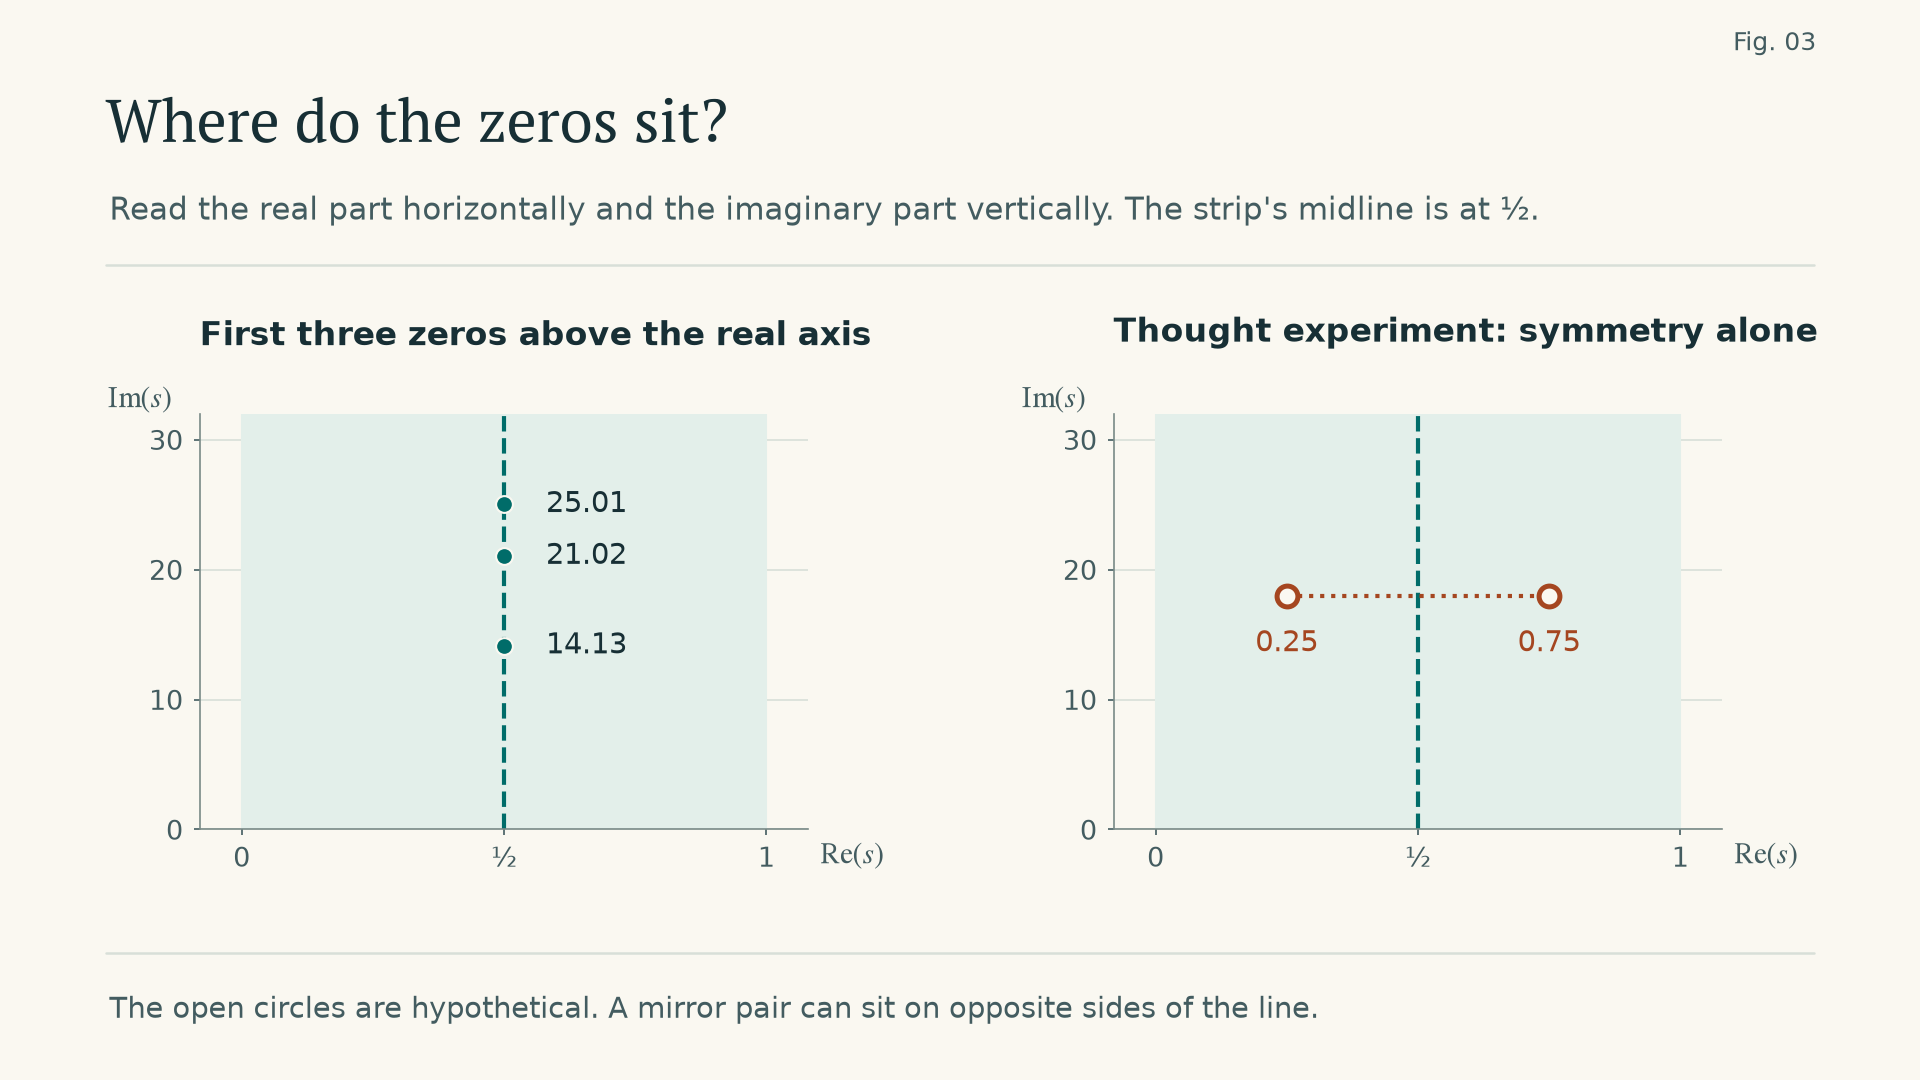 Fig. 03
Where do the zeros sit?
Read the real part horizontally and the imaginary part vertically. The strip's midline is at ½.
First three zeros above the real axis
Im(s)
30
20
10
0
25.01
21.02
14.13
0 ½ 1 Re(s)
Thought experiment: symmetry alone
Im(s)
30
20
10
0
0.25 0.75
0 ½ 1 Re(s)
The open circles are hypothetical. A mirror pair can sit on opposite sides of the line.